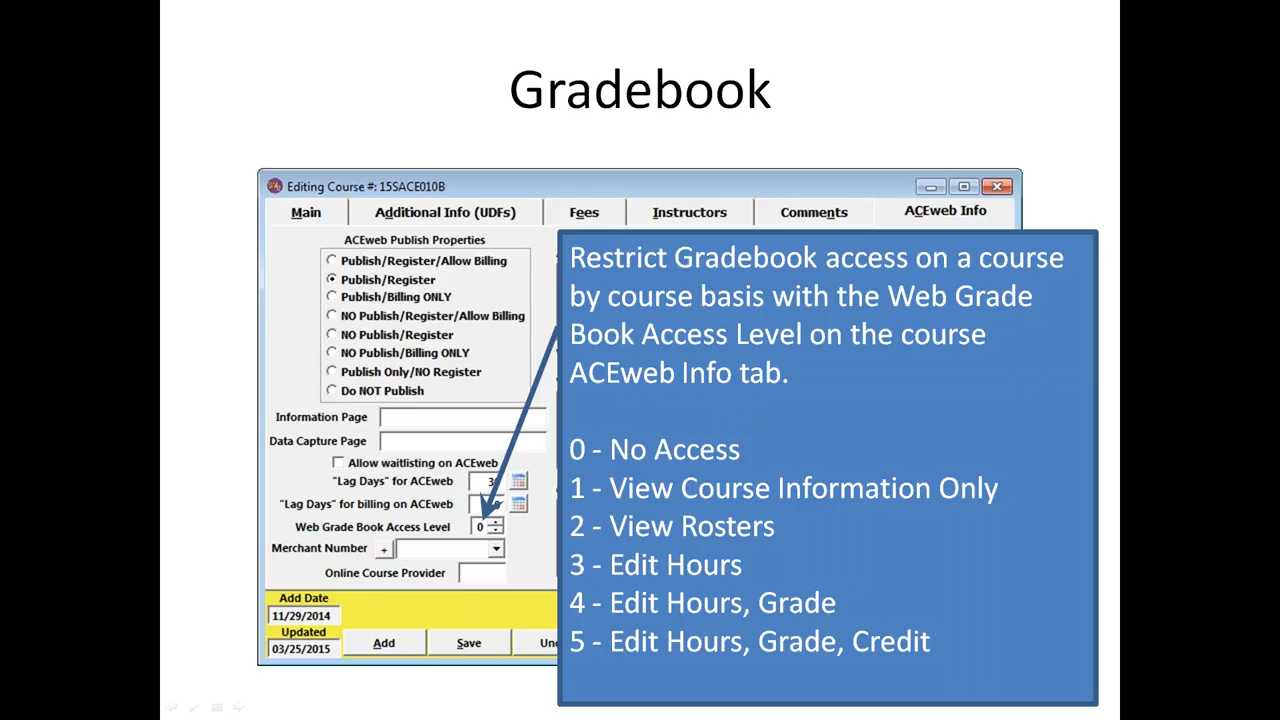 Gradebook
Editing Course #: 15SACE010B
Main
Additional Info (UDFs)
Fees
Instructors
Comments
ACEweb Info
ACEweb Publish Properties
Publish/Register/Allow Billing
Publish/Register
Publish/Billing ONLY
NO Publish/Register/Allow Billing
NO Publish/Register
NO Publish/Billing ONLY
Publish Only/NO Register
Do NOT Publish
Information Page
Data Capture Page
Allow waitlisting on ACEweb
"Lag Days" for ACEweb
"Lag Days" for billing on ACEweb
Web Grade Book Access Level 0
Merchant Number +
Online Course Provider
Add Date
11/29/2014
Updated
03/25/2015
Add
Save
Restrict Gradebook access on a course
by course basis with the Web Grade
Book Access Level on the course
ACEweb Info tab.
0 - No Access
1 - View Course Information Only
2 - View Rosters
3 - Edit Hours
4 - Edit Hours, Grade
5 - Edit Hours, Grade, Credit